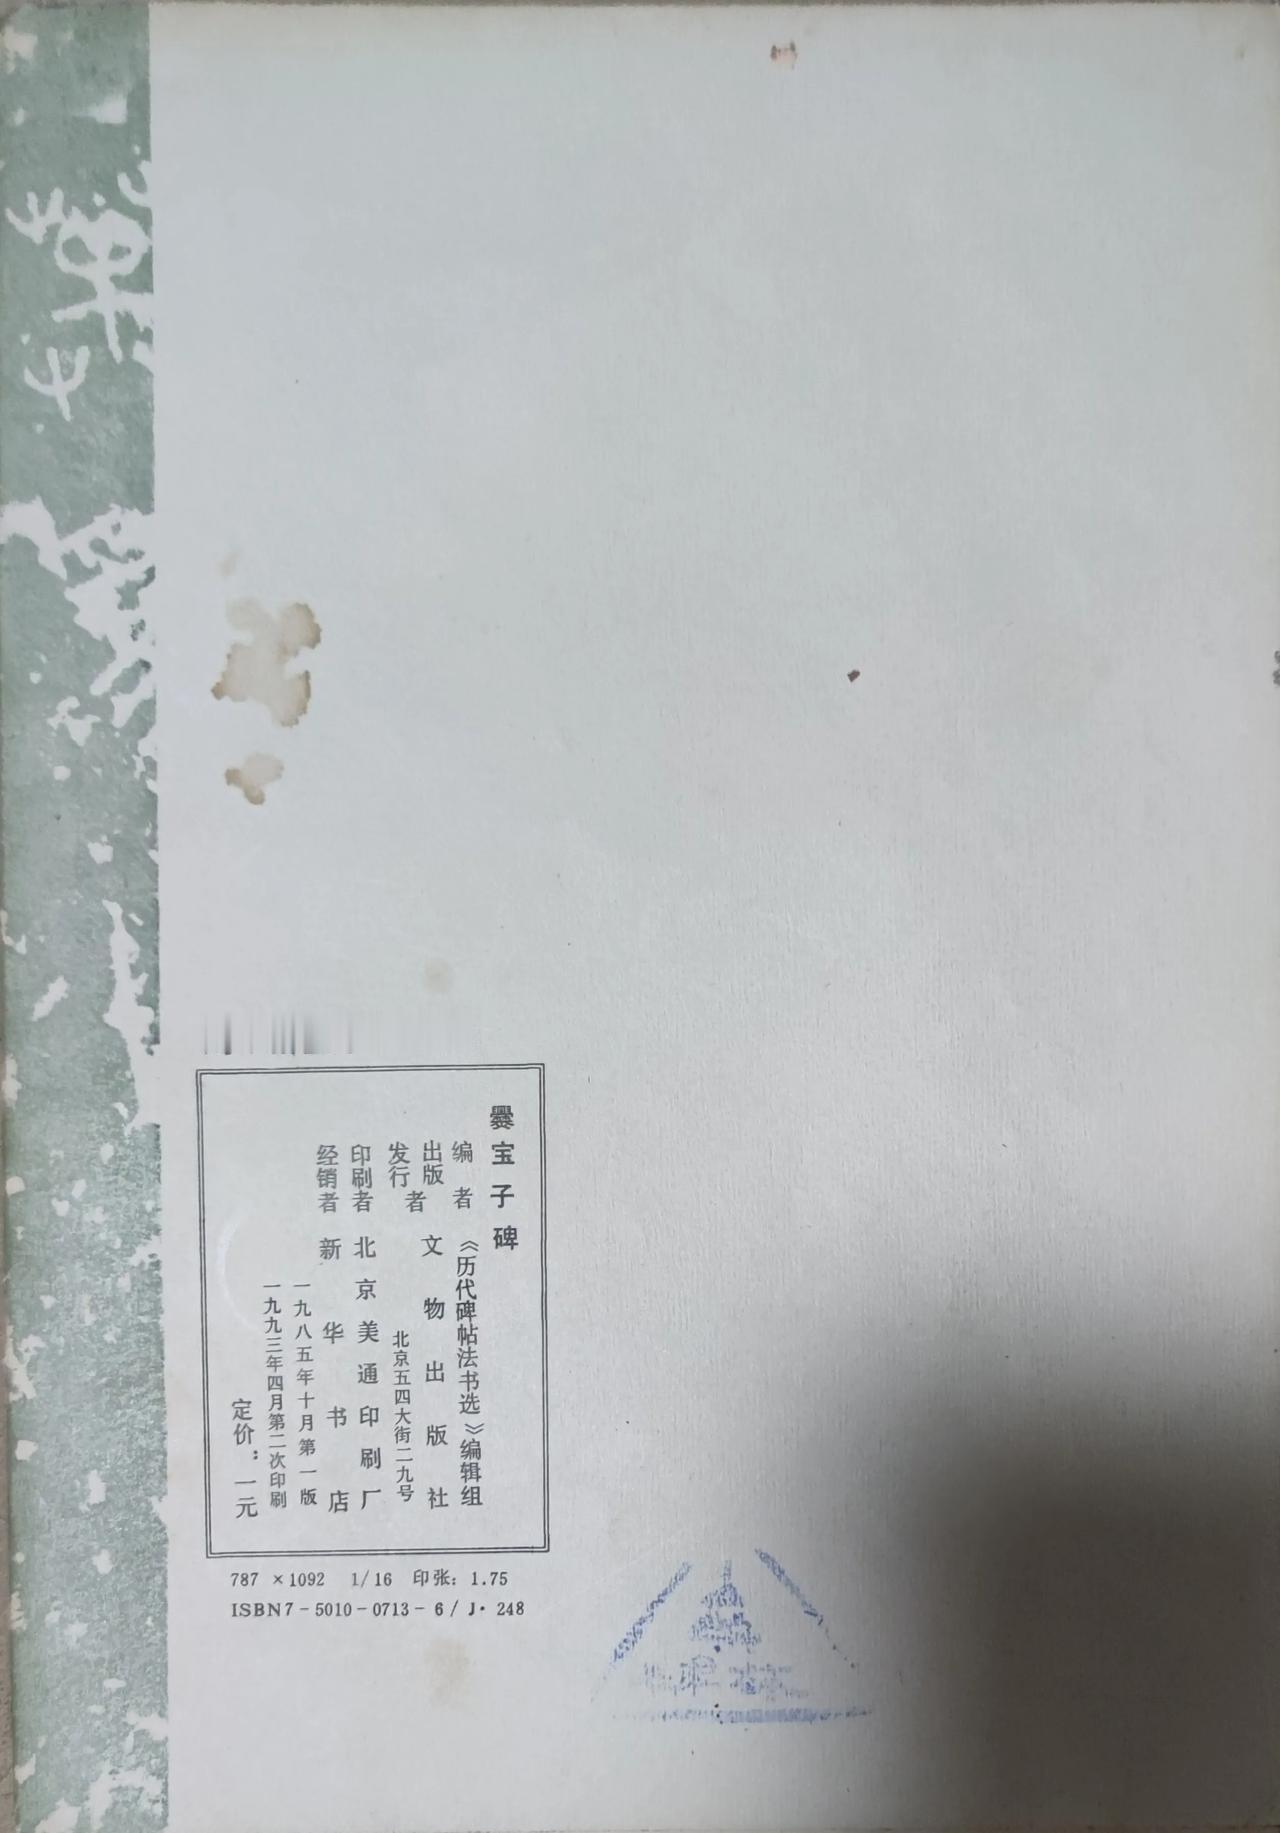 爨宝子碑
编者 《历代碑帖法书选》编辑组
出版
发行者 文物出版社
北京五四大街二九号
印刷者 北京美通印刷厂
经销者 新华书店
一九八五年十月第一版
一九九三年四月第二次印刷
定价：一元
787×1092 1/16 印张：1.75
ISBN7-5010-0713-6/J·248